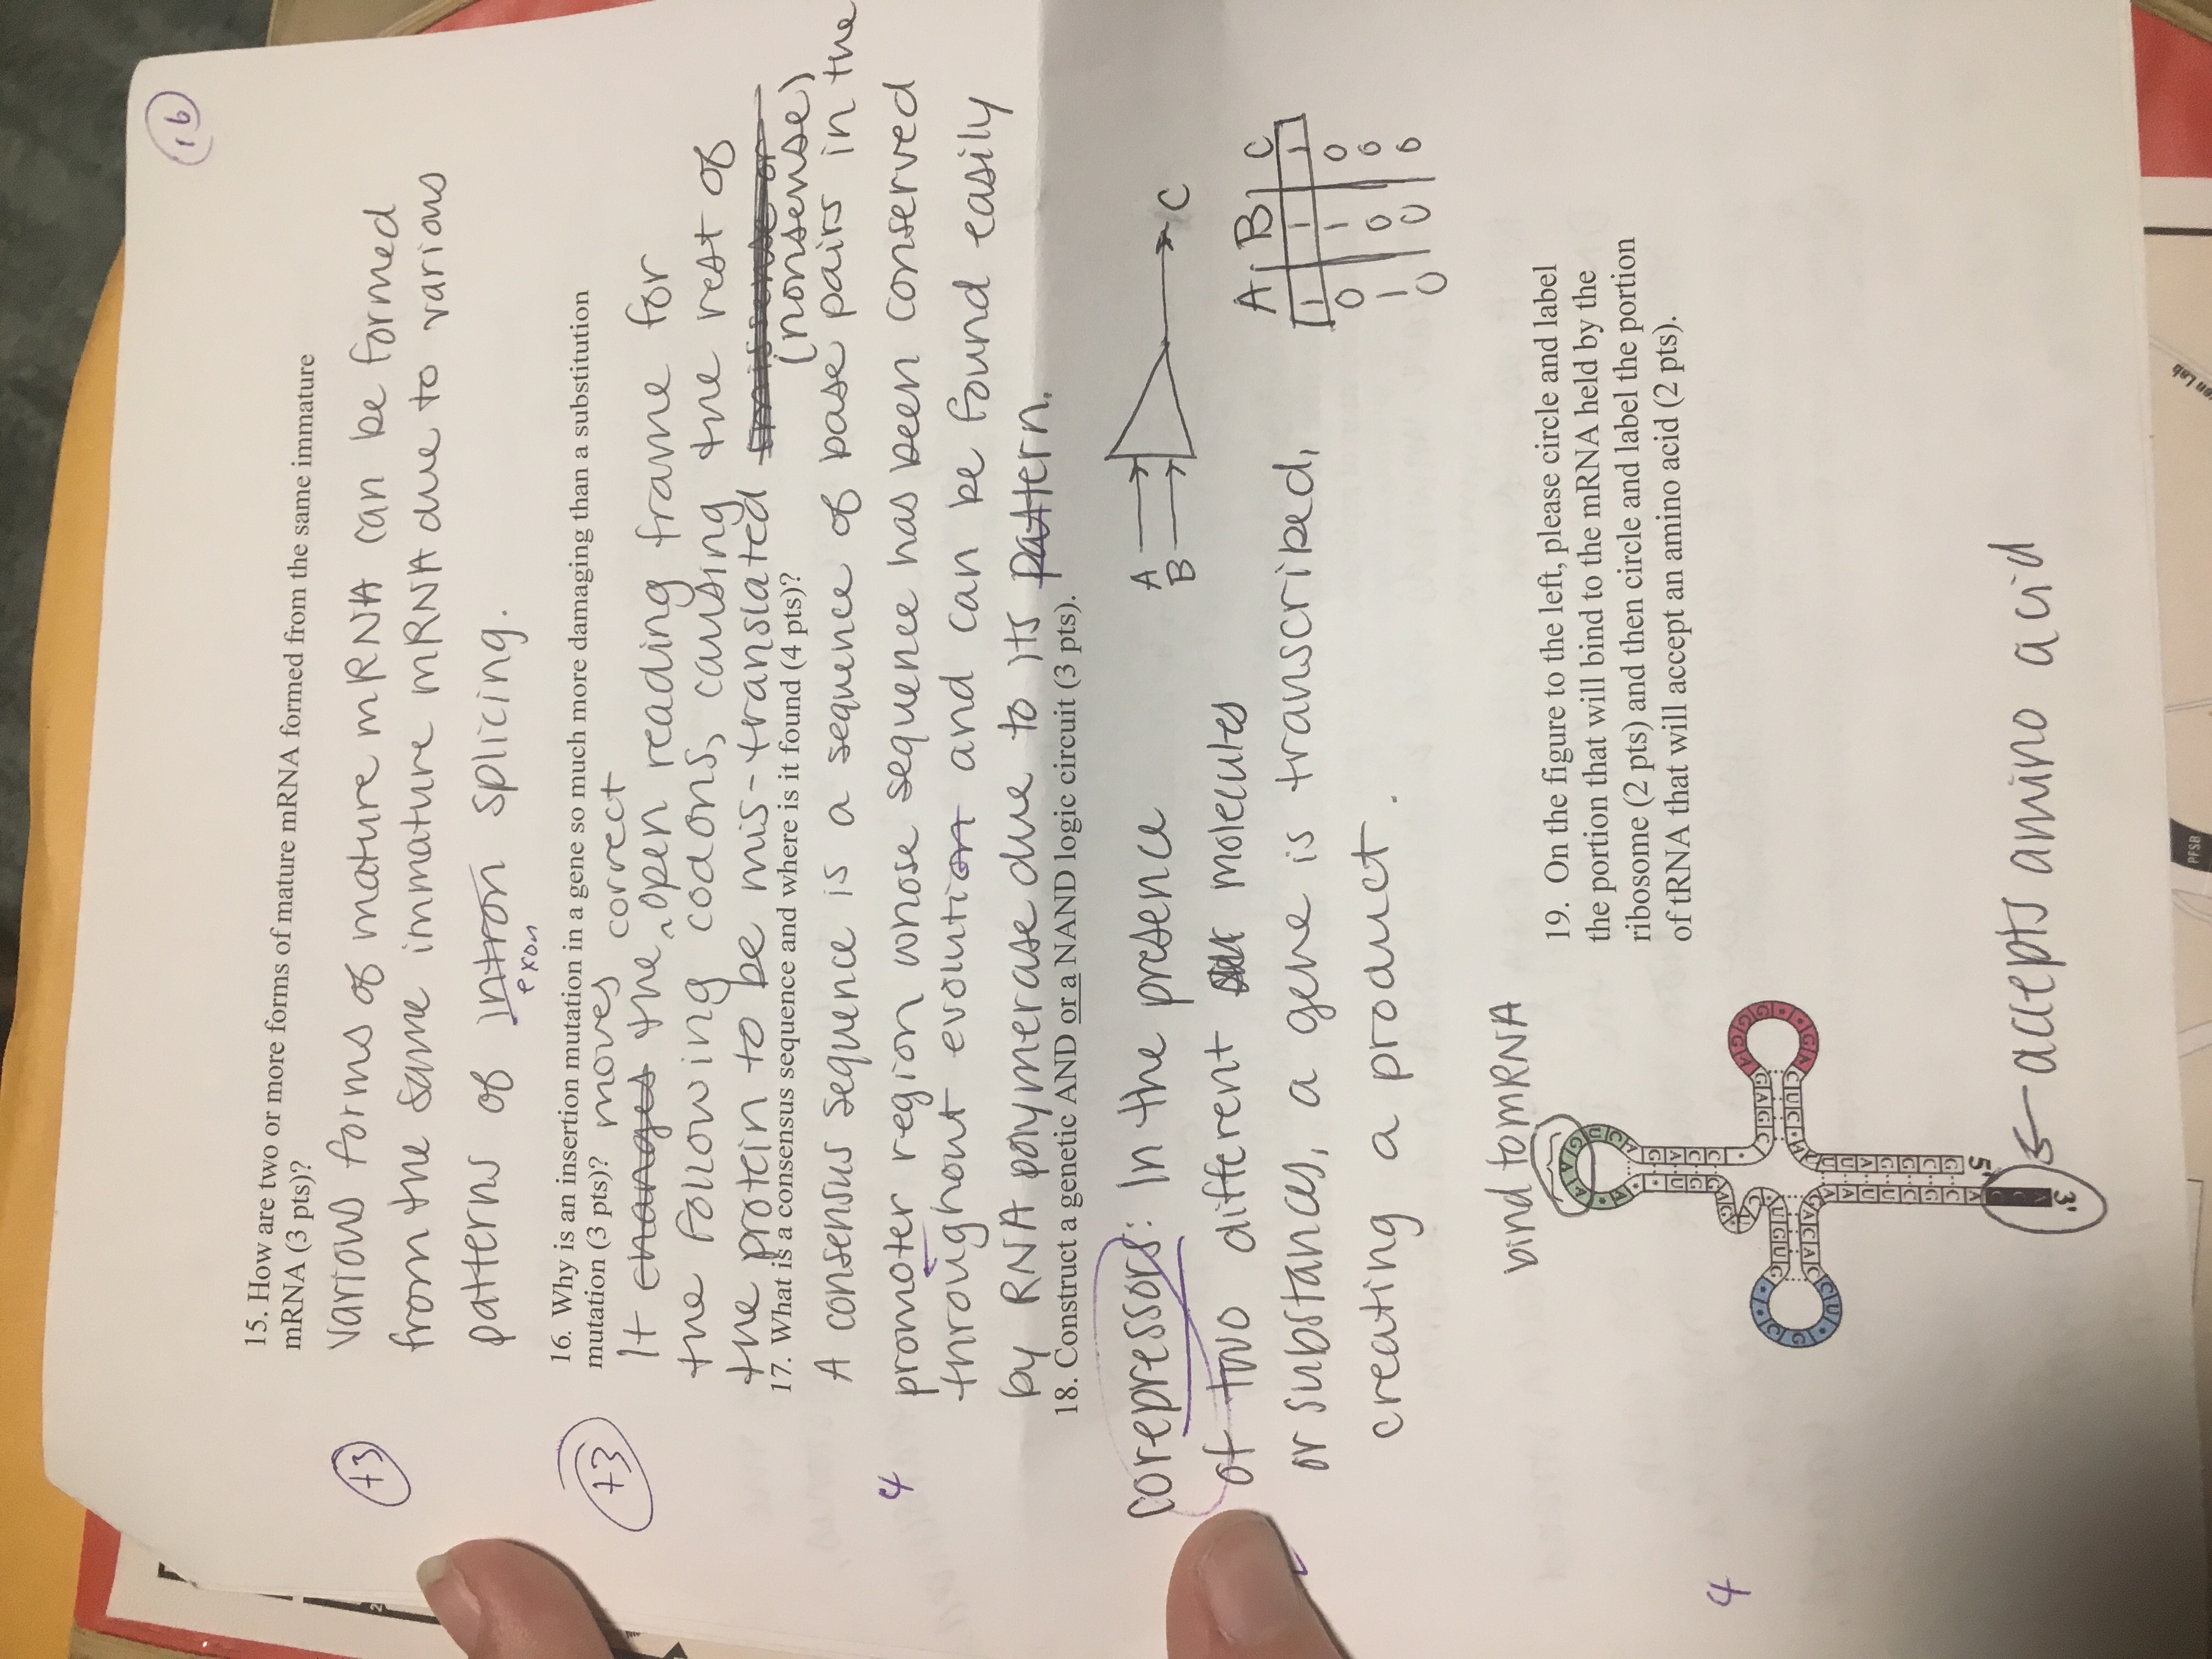 16
15. How are two or more forms of mature mRNA formed from the same immature
mRNA (3 pts)?
+3
various forms of mature mRNA can be formed
from the same immature mRNA due to various
patterns of intron splicing.
exon
16. Why is an insertion mutation in a gene so much more damaging than a substitution
mutation (3 pts)?
moves correct
+3
It changes the open reading frame for
the following codons, causing the rest of
the protein to be mis-translated missense or
(nonsense)
17. What is a consensus sequence and where is it found (4 pts)?
A consensus sequence is a sequence of base pairs in the
4
promoter region whose sequence has been conserved
throughout evolution and can be found easily
by RNA polymerase due to its pattern.
18. Construct a genetic AND or a NAND logic circuit (3 pts).
corepressors: In the presence
of two different molecules
or substances, a gene is transcribed,
creating a product.
A
B
C
A B C
1 1 1
0 1 0
1 0 0
0 0 0
bind to mRNA
19. On the figure to the left, please circle and label
the portion that will bind to the mRNA held by the
ribosome (2 pts) and then circle and label the portion
of tRNA that will accept an amino acid (2 pts).
4
5'
3'
accepts amino acid
PFSB
on Lab